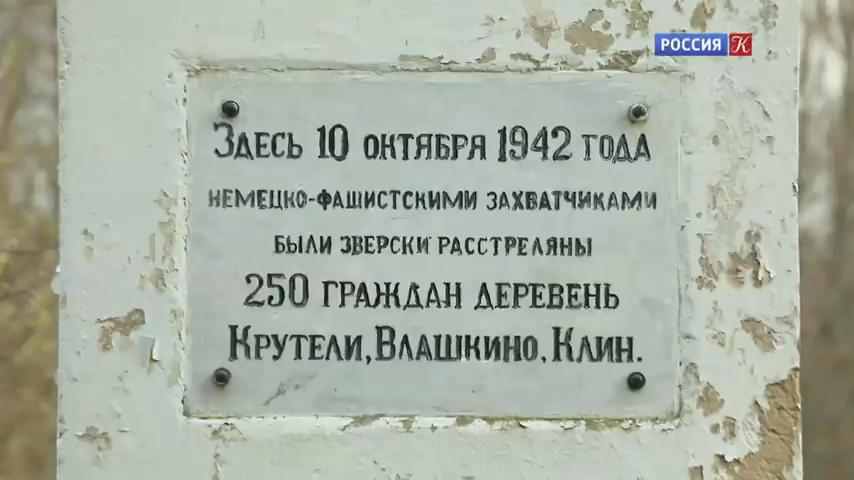 РОССИЯ К
Здесь 10 октября 1942 года
немецко-фашистскими захватчиками
были зверски расстреляны
250 граждан деревень
Крутели, Влашкино, Клин.